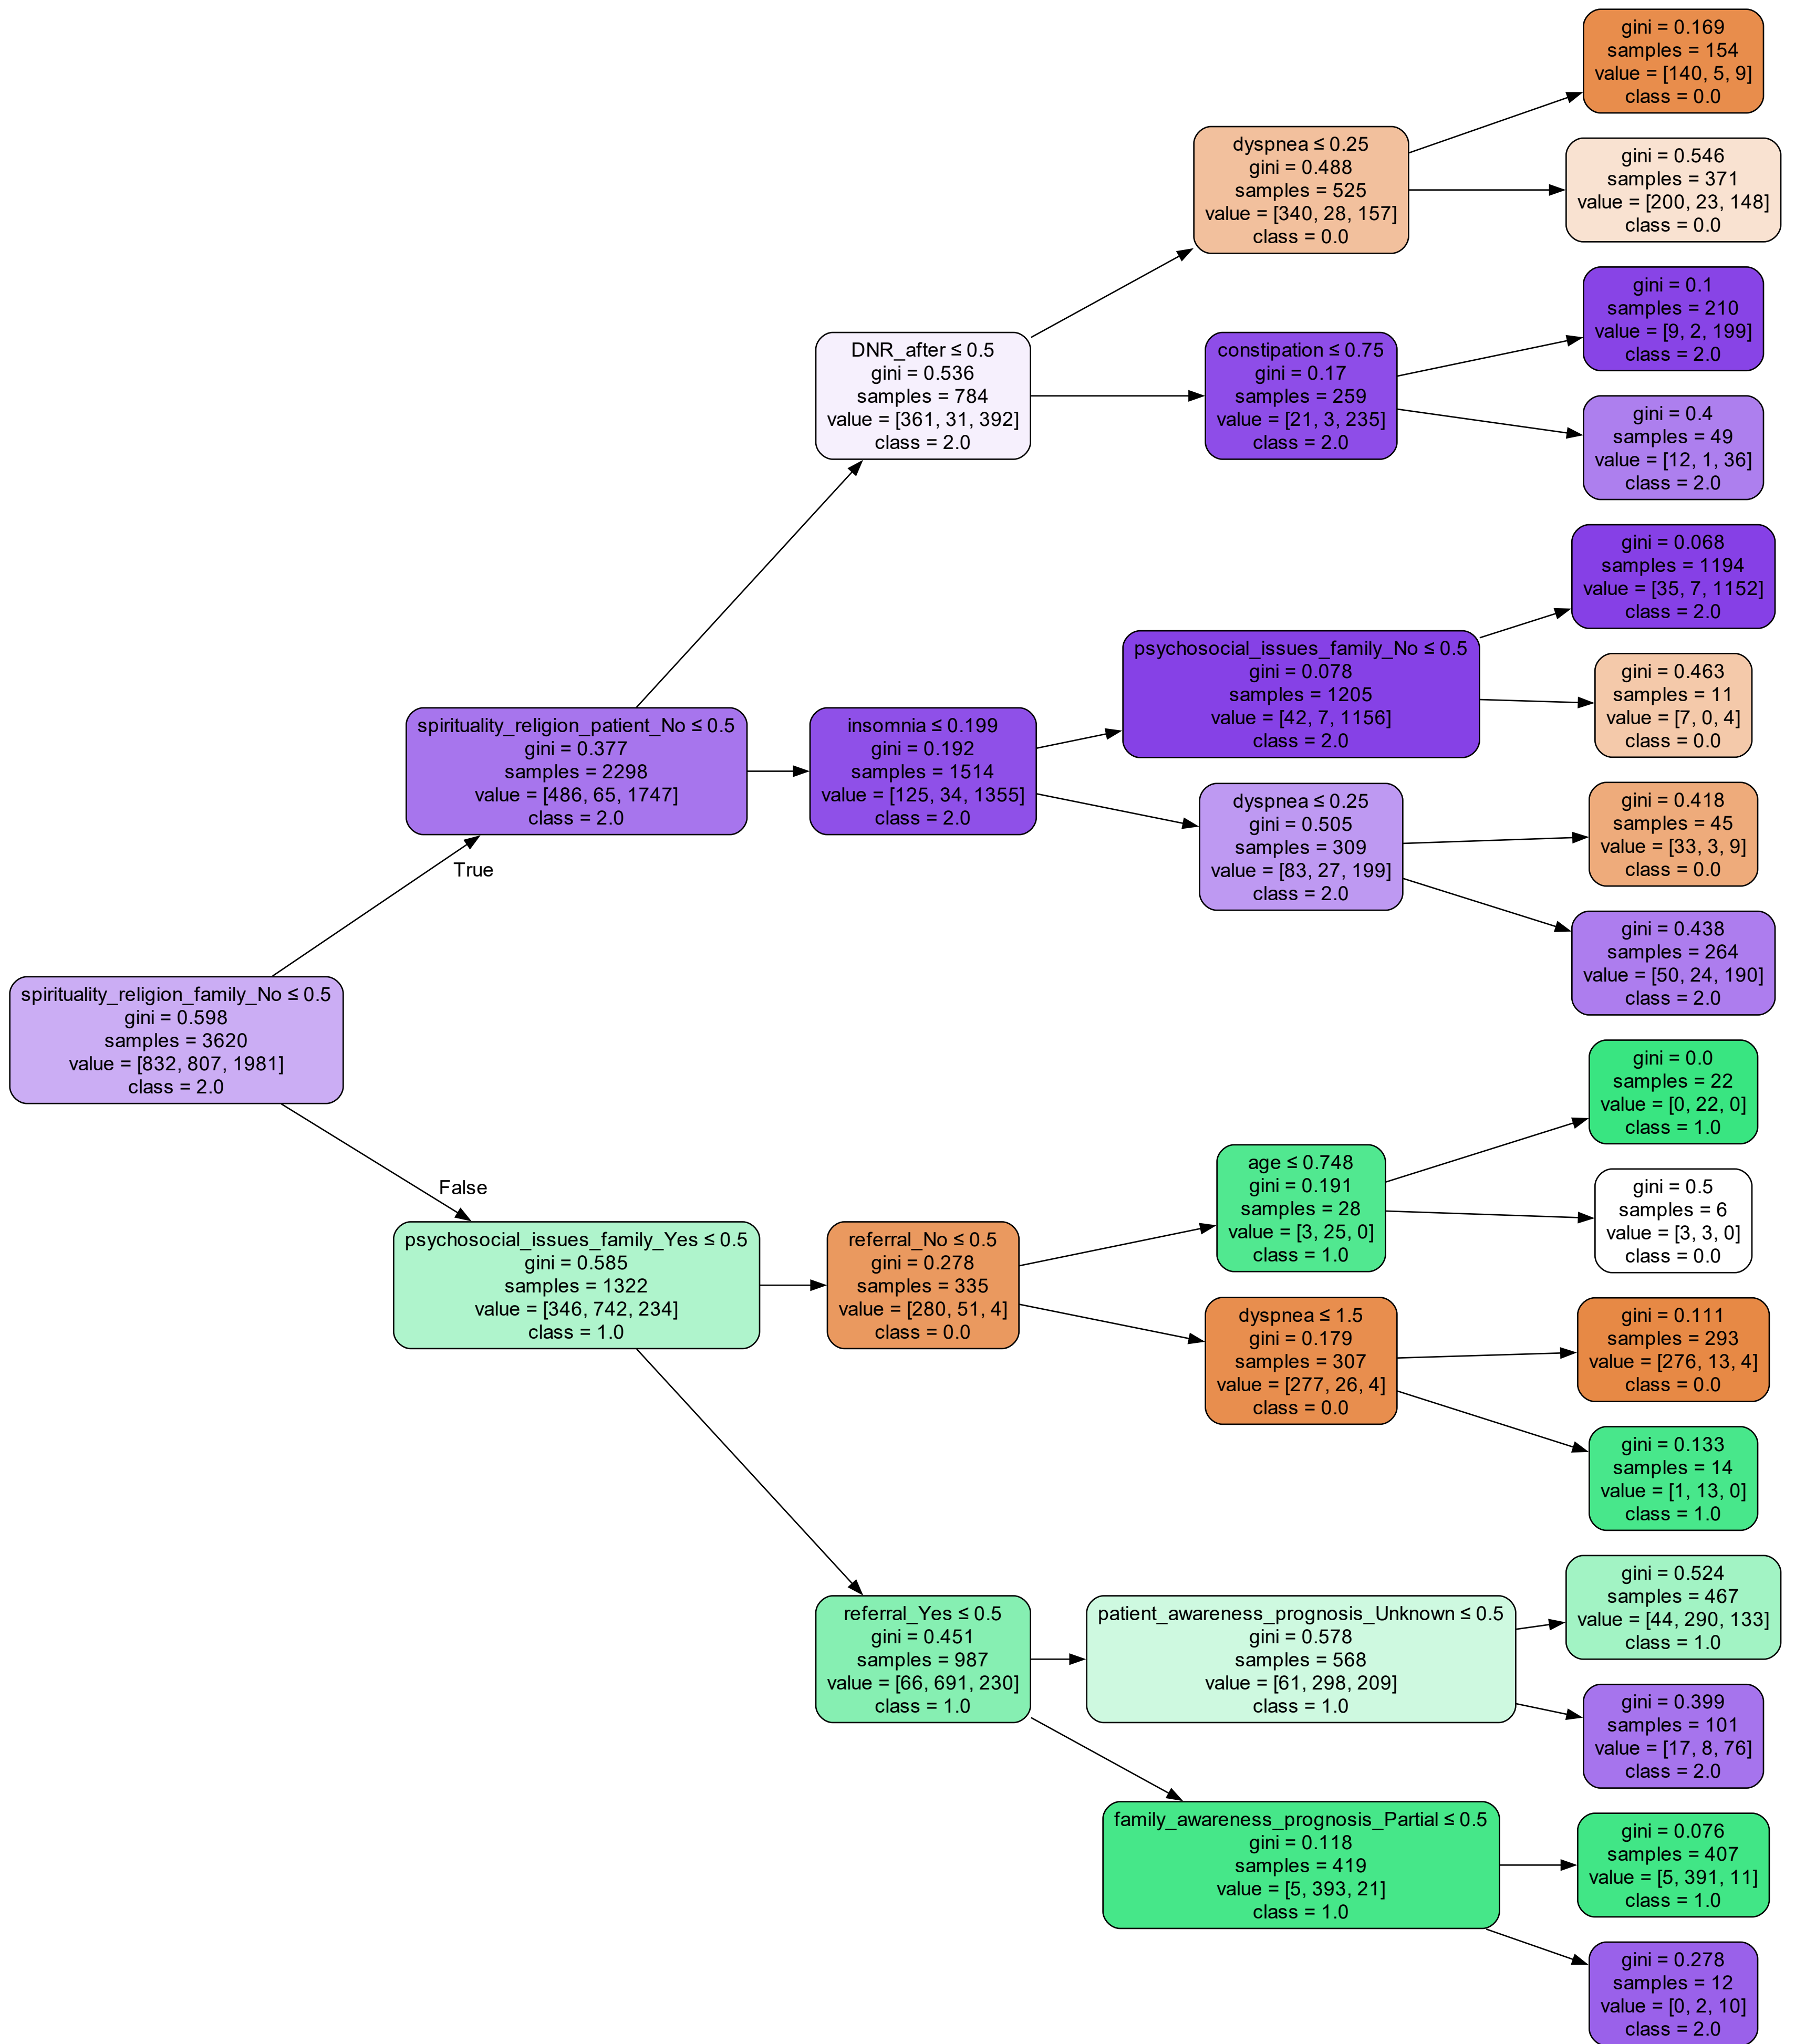 spirituality_religion_family_No ≤ 0.5
gini = 0.598
samples = 3620
value = [832, 807, 1981]
class = 2.0
True
False
spirituality_religion_patient_No ≤ 0.5
gini = 0.377
samples = 2298
value = [486, 65, 1747]
class = 2.0
psychosocial_issues_family_Yes ≤ 0.5
gini = 0.585
samples = 1322
value = [346, 742, 234]
class = 1.0
DNR_after ≤ 0.5
gini = 0.536
samples = 784
value = [361, 31, 392]
class = 2.0
insomnia ≤ 0.199
gini = 0.192
samples = 1514
value = [125, 34, 1355]
class = 2.0
referral_No ≤ 0.5
gini = 0.278
samples = 335
value = [280, 51, 4]
class = 0.0
referral_Yes ≤ 0.5
gini = 0.451
samples = 987
value = [66, 691, 230]
class = 1.0
dyspnea ≤ 0.25
gini = 0.488
samples = 525
value = [340, 28, 157]
class = 0.0
constipation ≤ 0.75
gini = 0.17
samples = 259
value = [21, 3, 235]
class = 2.0
psychosocial_issues_family_No ≤ 0.5
gini = 0.078
samples = 1205
value = [42, 7, 1156]
class = 2.0
dyspnea ≤ 0.25
gini = 0.505
samples = 309
value = [83, 27, 199]
class = 2.0
age ≤ 0.748
gini = 0.191
samples = 28
value = [3, 25, 0]
class = 1.0
dyspnea ≤ 1.5
gini = 0.179
samples = 307
value = [277, 26, 4]
class = 0.0
patient_awareness_prognosis_Unknown ≤ 0.5
gini = 0.578
samples = 568
value = [61, 298, 209]
class = 1.0
family_awareness_prognosis_Partial ≤ 0.5
gini = 0.118
samples = 419
value = [5, 393, 21]
class = 1.0
gini = 0.169
samples = 154
value = [140, 5, 9]
class = 0.0
gini = 0.546
samples = 371
value = [200, 23, 148]
class = 0.0
gini = 0.1
samples = 210
value = [9, 2, 199]
class = 2.0
gini = 0.4
samples = 49
value = [12, 1, 36]
class = 2.0
gini = 0.068
samples = 1194
value = [35, 7, 1152]
class = 2.0
gini = 0.463
samples = 11
value = [7, 0, 4]
class = 0.0
gini = 0.418
samples = 45
value = [33, 3, 9]
class = 0.0
gini = 0.438
samples = 264
value = [50, 24, 190]
class = 2.0
gini = 0.0
samples = 22
value = [0, 22, 0]
class = 1.0
gini = 0.5
samples = 6
value = [3, 3, 0]
class = 0.0
gini = 0.111
samples = 293
value = [276, 13, 4]
class = 0.0
gini = 0.133
samples = 14
value = [1, 13, 0]
class = 1.0
gini = 0.524
samples = 467
value = [44, 290, 133]
class = 1.0
gini = 0.399
samples = 101
value = [17, 8, 76]
class = 2.0
gini = 0.076
samples = 407
value = [5, 391, 11]
class = 1.0
gini = 0.278
samples = 12
value = [0, 2, 10]
class = 2.0